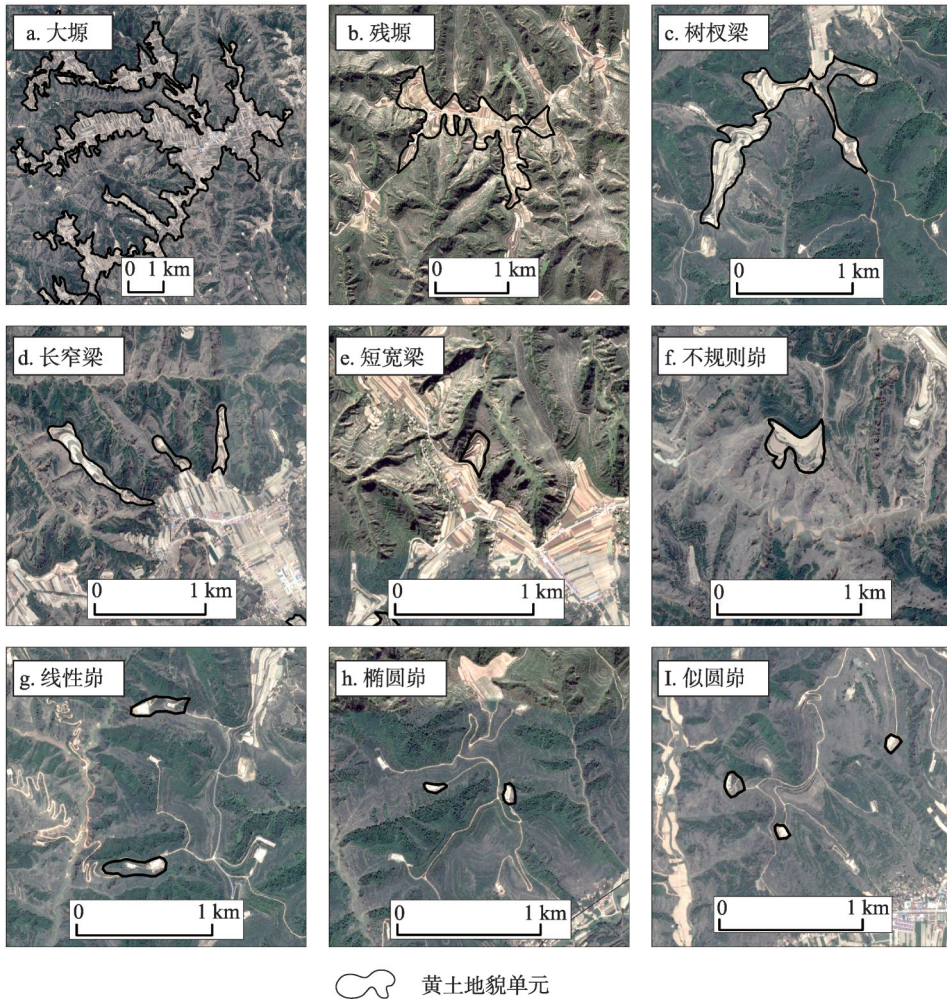 a. 大塬
b. 残塬
c. 树杈梁
0 1 km
0 1 km
0 1 km
d. 长窄梁
e. 短宽梁
f. 不规则峁
0 1 km
0 1 km
0 1 km
g. 线性峁
h. 椭圆峁
I. 似圆峁
0 1 km
0 1 km
0 1 km
黄土地貌单元